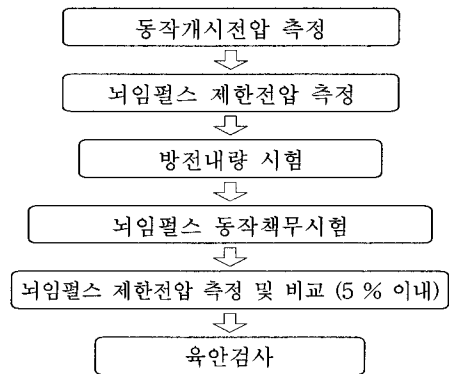 동작개시전압 측정
뇌임펄스 제한전압 측정
방전내량 시험
뇌임펄스 동작책무시험
뇌임펄스 제한전압 측정 및 비교 (5 % 이내)
육안검사